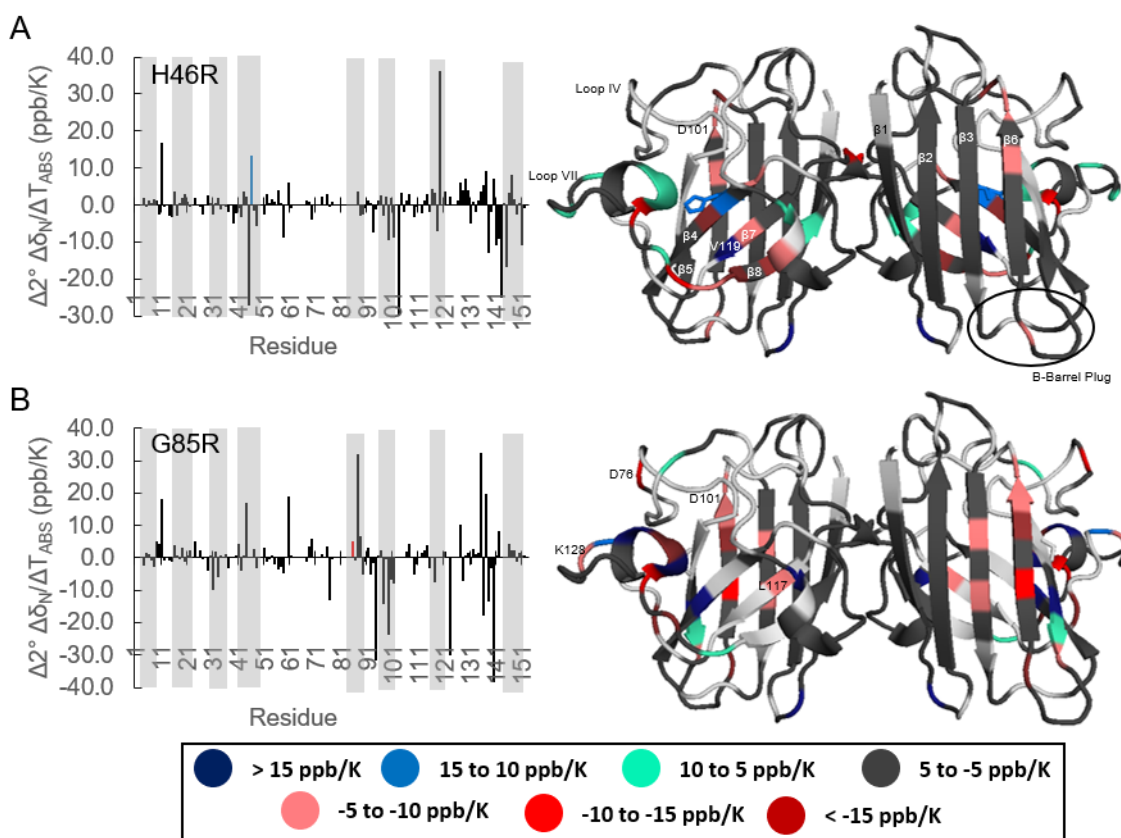 A
Δ2° ΔδN/ΔTABS (ppb/K)
40.0
30.0
20.0
10.0
0.0
-10.0
-20.0
-30.0
H46R
1
11
21
31
41
51
61
71
81
91
101
111
121
131
141
151
Residue
Loop IV
D101
Loop VII
β1
β2
β3
β6
β4
β7
V119
β5
β8
B-Barrel Plug
B
Δ2° ΔδN/ΔTABS (ppb/K)
40.0
30.0
20.0
10.0
0.0
-10.0
-20.0
-30.0
-40.0
G85R
1
11
21
31
41
51
61
71
81
91
101
111
121
131
141
151
Residue
D76
D101
K128
L117
> 15 ppb/K
15 to 10 ppb/K
10 to 5 ppb/K
5 to -5 ppb/K
-5 to -10 ppb/K
-10 to -15 ppb/K
< -15 ppb/K